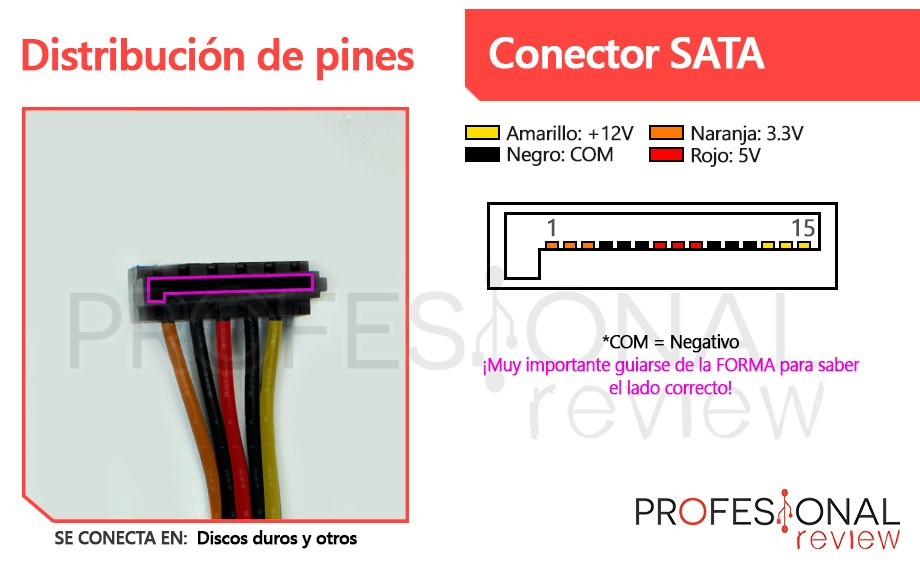 Distribución de pines
Conector SATA
Amarillo: +12V
Naranja: 3.3V
Negro: COM
Rojo: 5V
1
15
*COM = Negativo
¡Muy importante guiarse de la FORMA para saber
el lado correcto!
PROFESIONAL
review
SE CONECTA EN: Discos duros y otros
PROFESIONAL
review